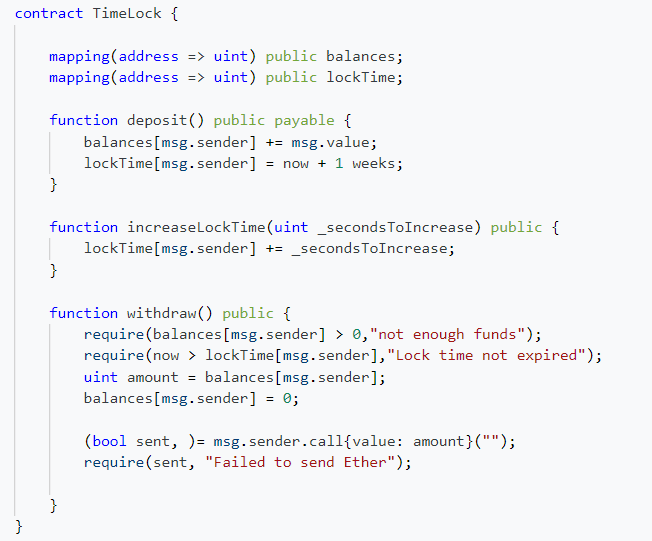 contract TimeLock {
mapping(address => uint) public balances;
mapping(address => uint) public lockTime;
function deposit() public payable {
balances[msg.sender] += msg.value;
lockTime[msg.sender] = now + 1 weeks;
}
function increaseLockTime(uint _secondsToIncrease) public {
lockTime[msg.sender] += _secondsToIncrease;
}
function withdraw() public {
require(balances[msg.sender] > 0,"not enough funds");
require(now > lockTime[msg.sender],"Lock time not expired");
uint amount = balances[msg.sender];
balances[msg.sender] = 0;
(bool sent, )= msg.sender.call{value: amount}("");
require(sent, "Failed to send Ether");
}
}